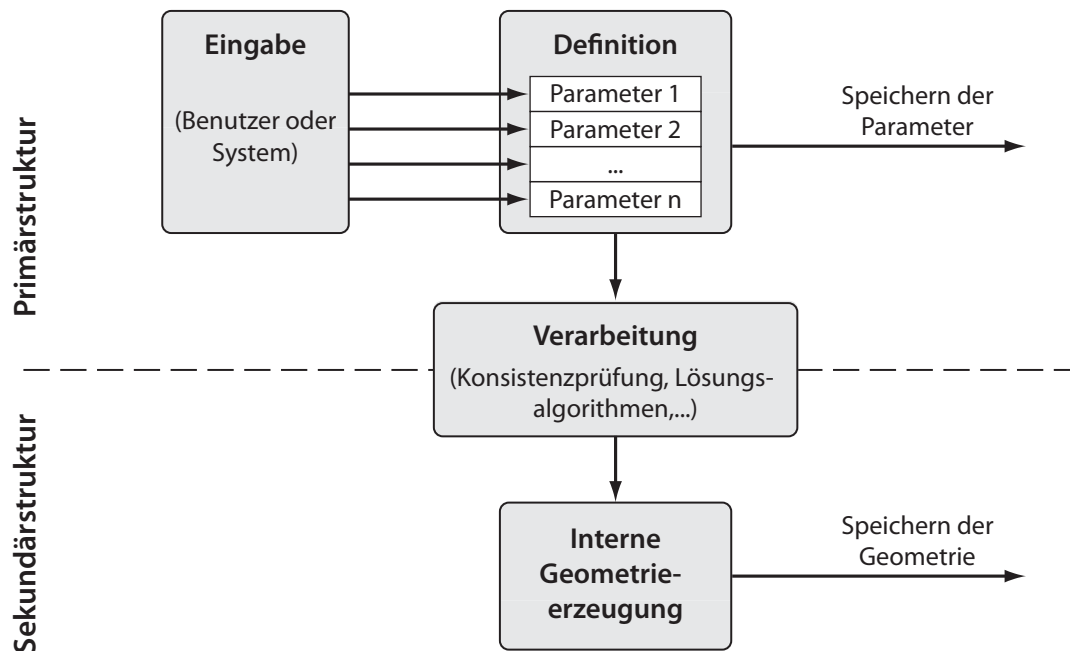 Primärstruktur
Eingabe
(Benutzer oder
System)
Definition
Parameter 1
Parameter 2
...
Parameter n
Speichern der
Parameter
Verarbeitung
(Konsistenzprüfung, Lösungs-
algorithmen,...)
Sekundärstruktur
Interne
Geometrie-
erzeugung
Speichern der
Geometrie